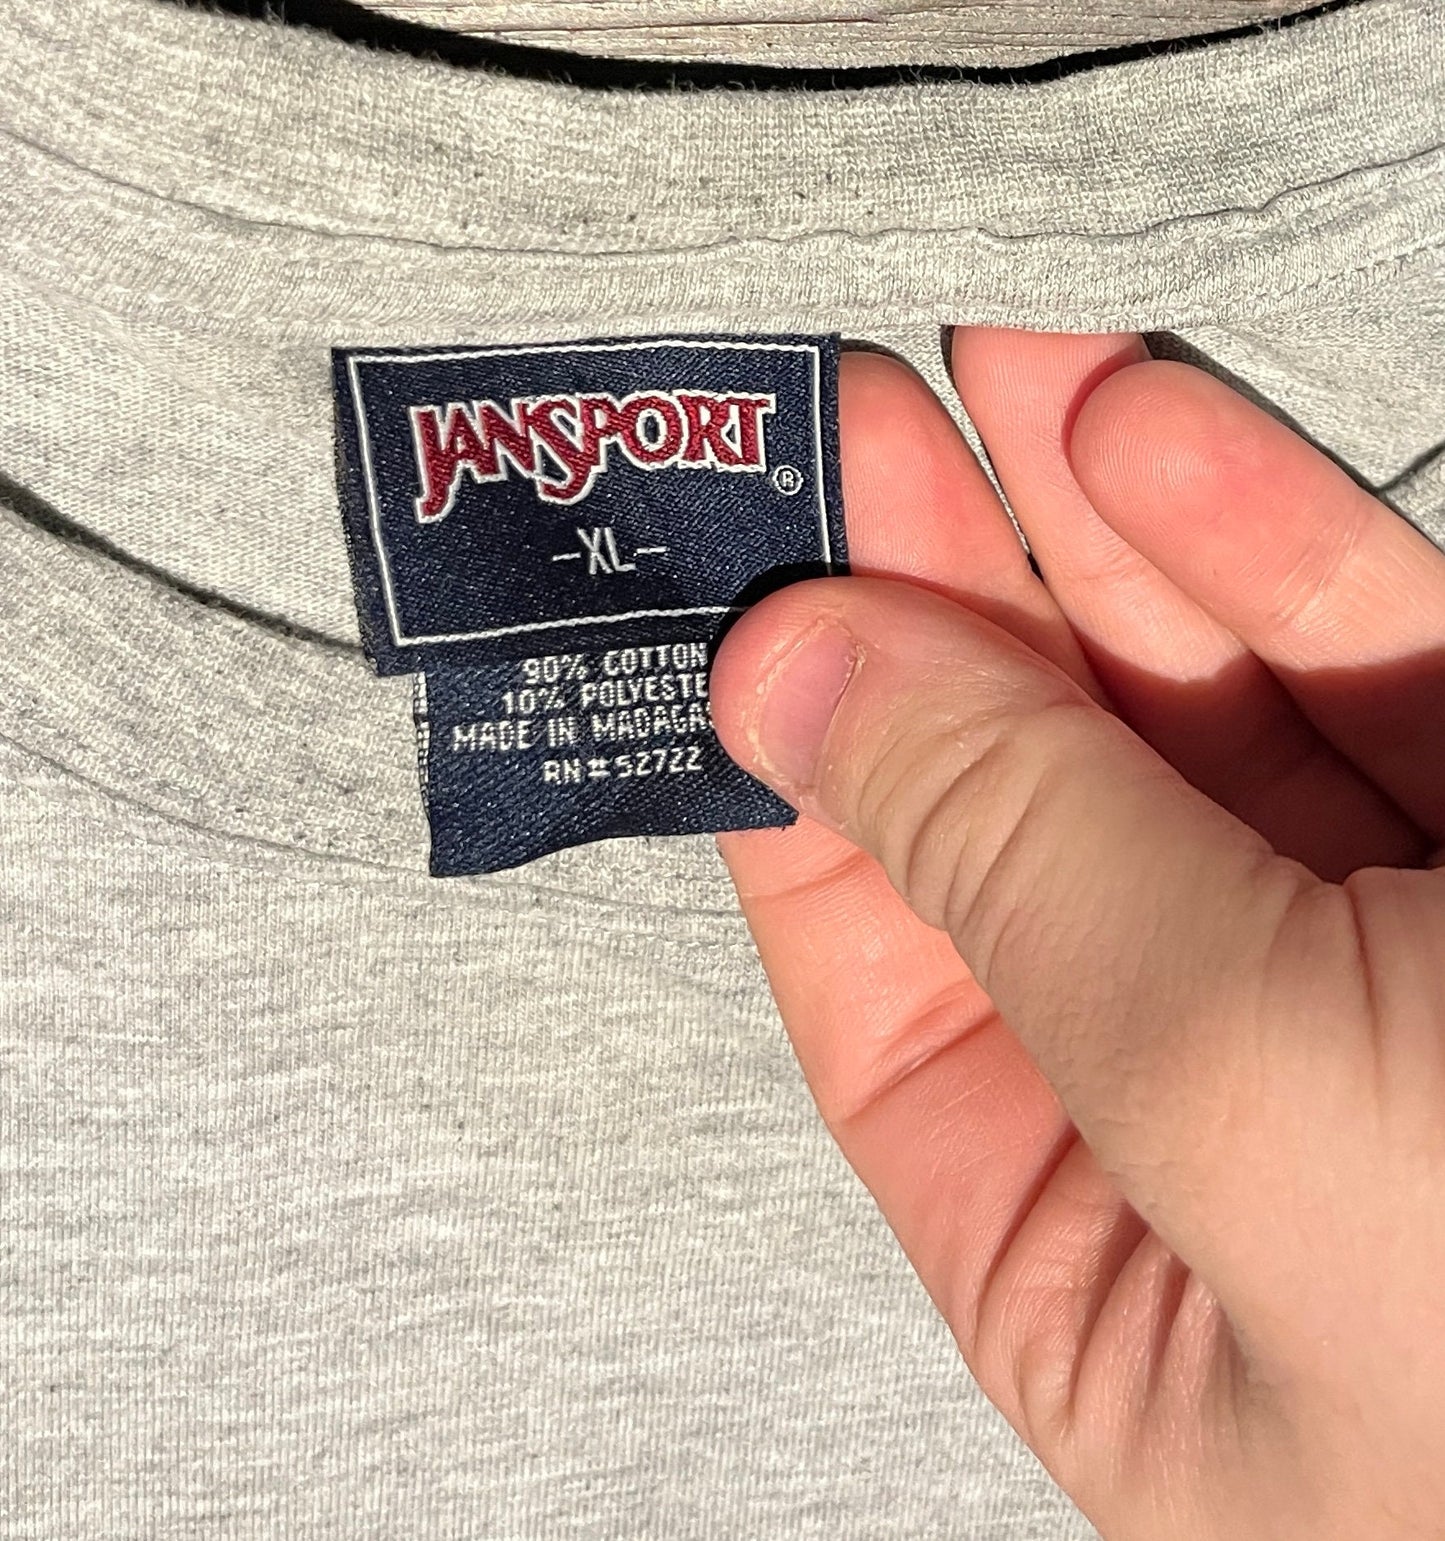 JANSPORT
®
-XL-
90% COTTON
10% POLYESTE
MADE IN MADAGA
RN # 52722